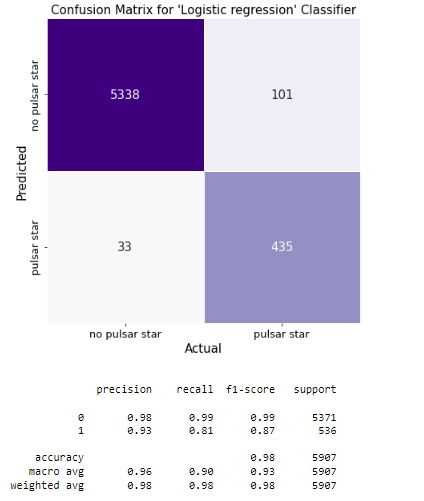 Confusion Matrix for 'Logistic regression' Classifier
no pulsar star
5338
101
Predicted
pulsar star
33
435
no pulsar star pulsar star
Actual
precision recall f1-score support
0 0.98 0.99 0.99 5371
1 0.93 0.81 0.87 536
accuracy 0.98 5907
macro avg 0.96 0.90 0.93 5907
weighted avg 0.98 0.98 0.98 5907